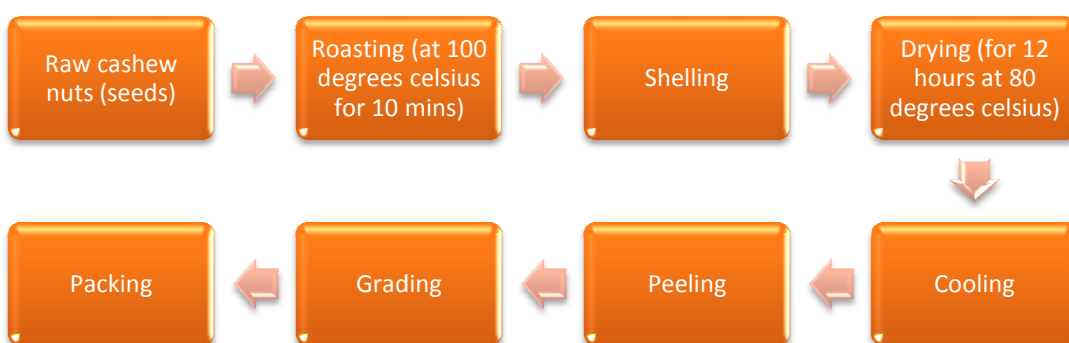 Raw cashew
nuts (seeds)
Roasting (at 100
degrees celsius
for 10 mins)
Shelling
Drying (for 12
hours at 80
degrees celsius)
Cooling
Peeling
Grading
Packing